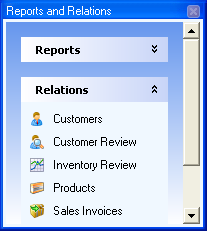 Reports and Relations
Reports
Relations
Customers
Customer Review
Inventory Review
Products
Sales Invoices